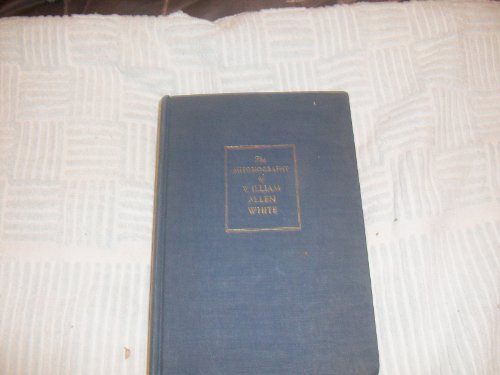 The
AUTOBIOGRAPHY
of
WILLIAM
ALLEN
WHITE